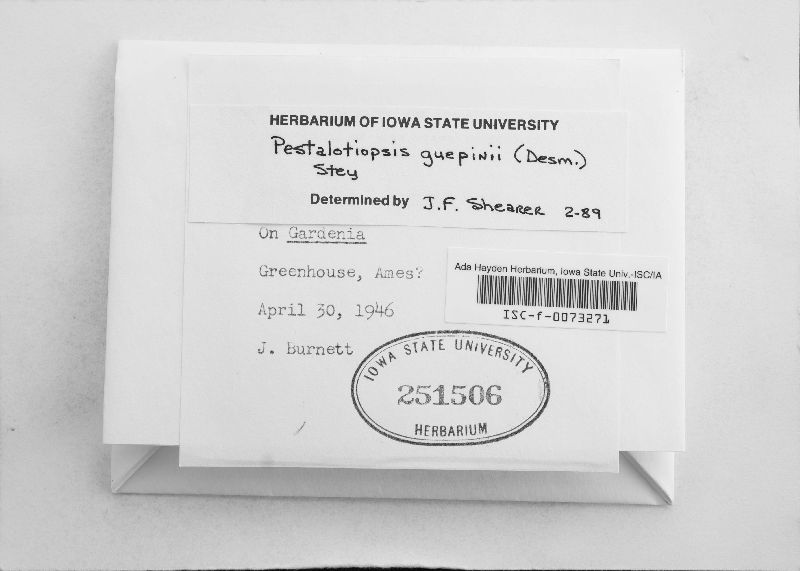 HERBARIUM OF IOWA STATE UNIVERSITY
Pestalotiopsis guepinii (Desm.)
Stey
Determined by J.F. Shearer 2-89
On Gardenia
Greenhouse, Ames?
April 30, 1946
J. Burnett
Ada Hayden Herbarium, Iowa State Univ.-ISC/IA
ISC-f-0073271
IOWA STATE UNIVERSITY
251506
HERBARIUM